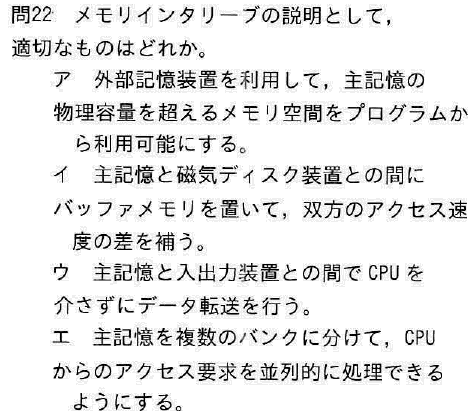 問22 メモリインタリーブの説明として，
適切なものはどれか。
ア 外部記憶装置を利用して，主記憶の
物理容量を超えるメモリ空間をプログラムか
ら利用可能にする。
イ 主記憶と磁気ディスク装置との間に
バッファメモリを置いて，双方のアクセス速
度の差を補う。
ウ 主記憶と入出力装置との間でCPUを
介さずにデータ転送を行う。
エ 主記憶を複数のバンクに分けて，CPU
からのアクセス要求を並列的に処理できる
ようにする。